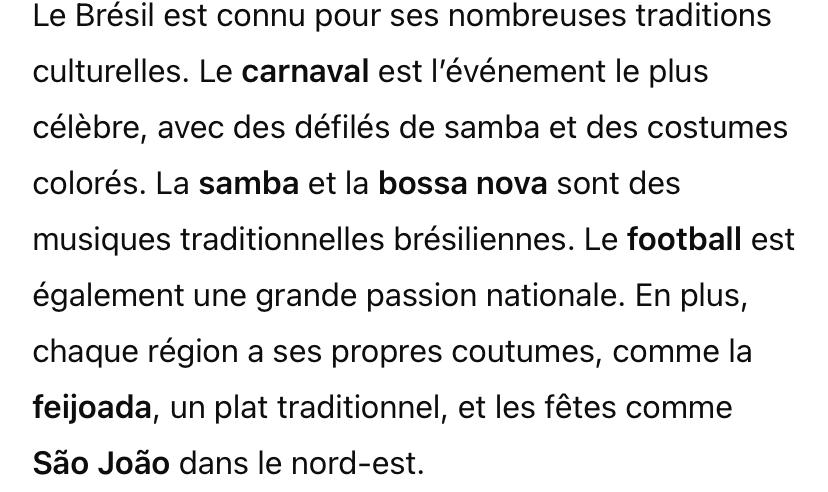 Le Brésil est connu pour ses nombreuses traditions
culturelles. Le carnaval est l’événement le plus
célèbre, avec des défilés de samba et des costumes
colorés. La samba et la bossa nova sont des
musiques traditionnelles brésiliennes. Le football est
également une grande passion nationale. En plus,
chaque région a ses propres coutumes, comme la
feijoada, un plat traditionnel, et les fêtes comme
São João dans le nord-est.